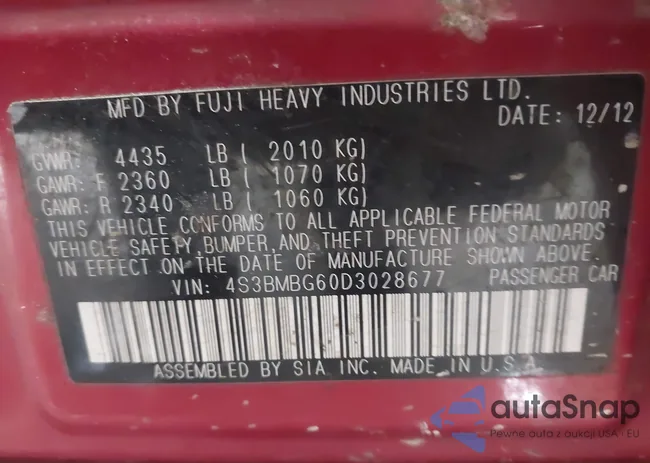 MFD BY FUJI HEAVY INDUSTRIES LTD.
DATE: 12/12
GVWR: 4435 LB ( 2010 KG)
GAWR: F 2360 LB ( 1070 KG)
GAWR: R 2340 LB ( 1060 KG)
THIS VEHICLE CONFORMS TO ALL APPLICABLE FEDERAL MOTOR
VEHICLE SAFETY, BUMPER, AND THEFT PREVENTION STANDARDS
IN EFFECT ON THE DATE OF MANUFACTURE SHOWN ABOVE.
VIN: 4S3BMBG60D3028677 PASSENGER CAR
ASSEMBLED BY SIA INC. MADE IN U.S.A
autaSnap
Pewne auta z aukcji USA i EU